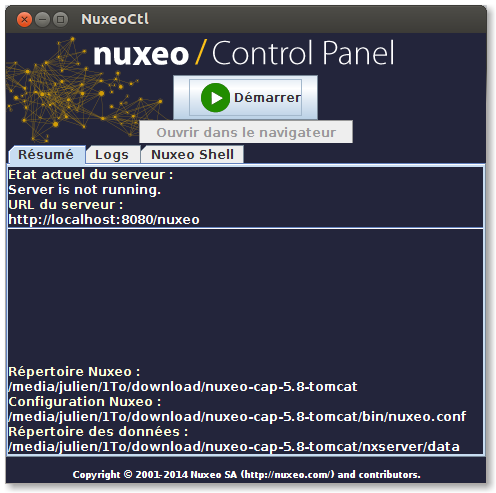 NuxeoCtl
nuxeo / Control Panel
Démarrer
Ouvrir dans le navigateur
Résumé Logs Nuxeo Shell
Etat actuel du serveur :
Server is not running.
URL du serveur :
http://localhost:8080/nuxeo
Répertoire Nuxeo :
/media/julien/1To/download/nuxeo-cap-5.8-tomcat
Configuration Nuxeo :
/media/julien/1To/download/nuxeo-cap-5.8-tomcat/bin/nuxeo.conf
Répertoire des données :
/media/julien/1To/download/nuxeo-cap-5.8-tomcat/nxserver/data
Copyright © 2001-2014 Nuxeo SA (http://nuxeo.com/) and contributors.